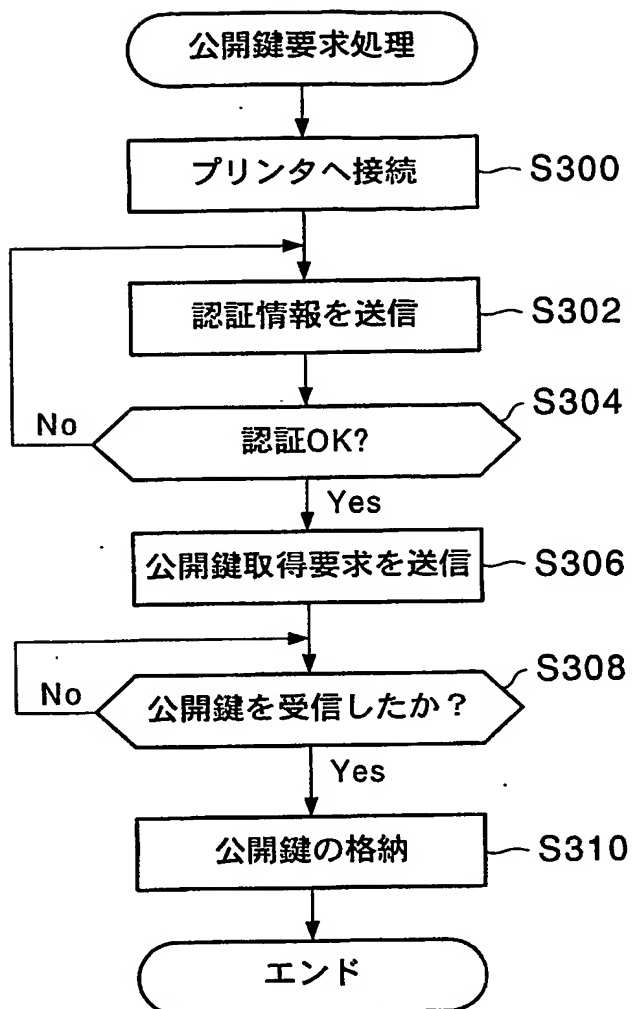 公開鍵要求処理
プリンタへ接続
S300
認証情報を送信
S302
S304
認証OK?
No
Yes
公開鍵取得要求を送信
S306
S308
公開鍵を受信したか？
No
Yes
公開鍵の格納
S310
エンド